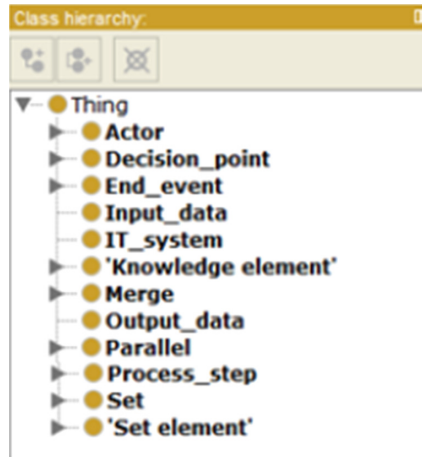 Class hierarchy:
Thing
Actor
Decision_point
End_event
Input_data
IT_system
'Knowledge element'
Merge
Output_data
Parallel
Process_step
Set
'Set element'